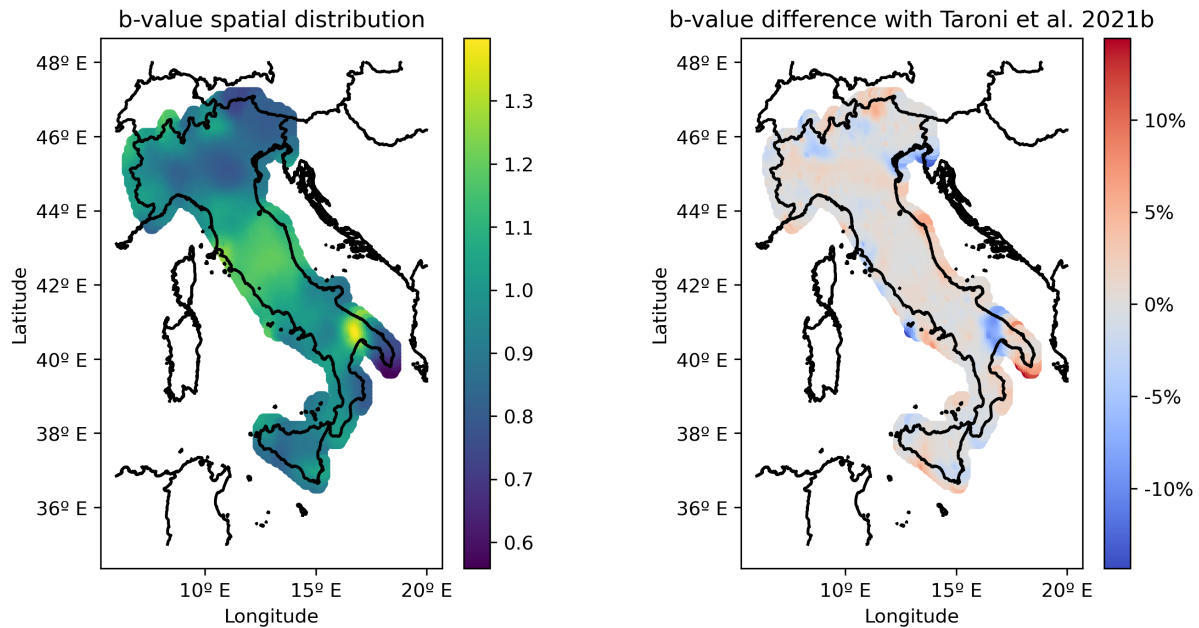 b-value spatial distribution
48º E
46º E
44º E
42º E
40º E
38º E
36º E
Latitude
10º E 15º E 20º E
Longitude
1.3
1.2
1.1
1.0
0.9
0.8
0.7
0.6
b-value difference with Taroni et al. 2021b
48º E
46º E
44º E
42º E
40º E
38º E
36º E
Latitude
10º E 15º E 20º E
Longitude
10%
5%
0%
-5%
-10%